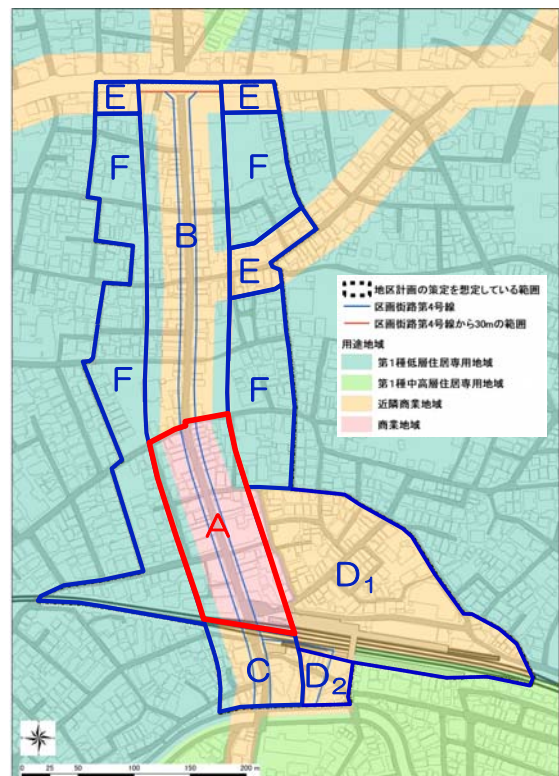 E
E
F
F
B
E
地区計画の策定を想定している範囲
区画街路第4号線
区画街路第4号線から30mの範囲
用途地域
第1種低層住居専用地域
第1種中高層住居専用地域
近隣商業地域
商業地域
F
F
A
D1
C
D2
0 25 50 100 150 200 m